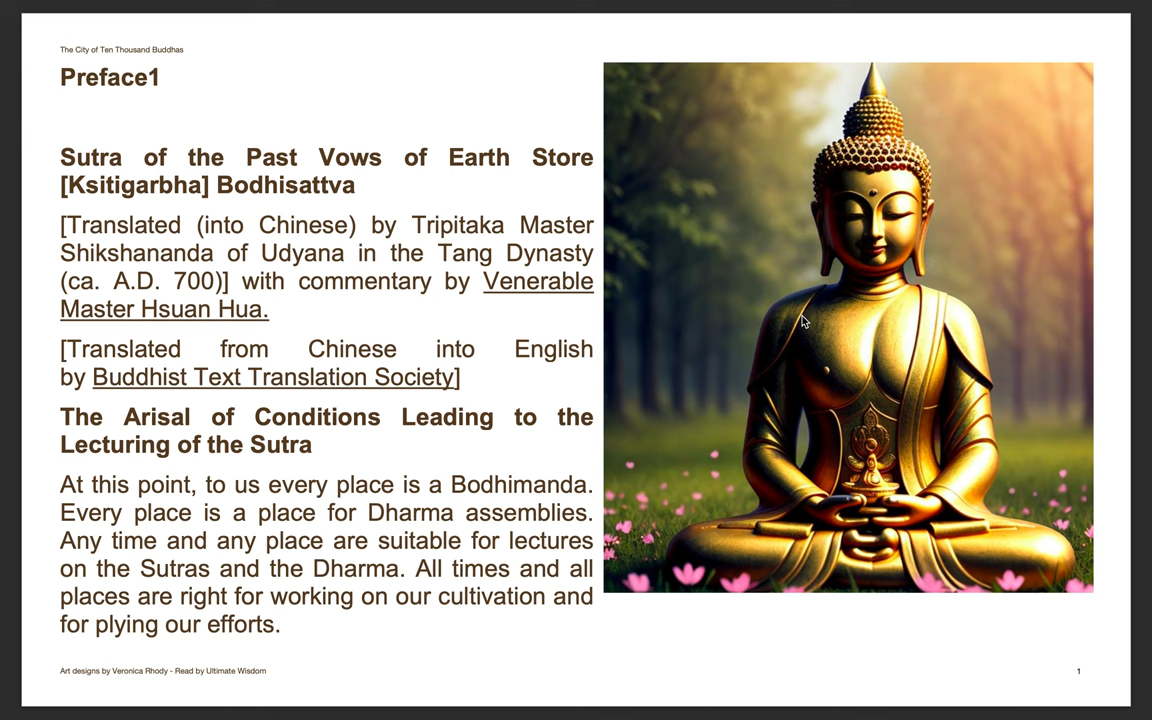 The City of Ten Thousand Buddhas
Preface1
Sutra of the Past Vows of Earth Store
[Ksitigarbha] Bodhisattva
[Translated (into Chinese) by Tripitaka Master
Shikshananda of Udyana in the Tang Dynasty
(ca. A.D. 700)] with commentary by Venerable
Master Hsuan Hua.
[Translated from Chinese into English
by Buddhist Text Translation Society]
The Arisal of Conditions Leading to the
Lecturing of the Sutra
At this point, to us every place is a Bodhimanda.
Every place is a place for Dharma assemblies.
Any time and any place are suitable for lectures
on the Sutras and the Dharma. All times and all
places are right for working on our cultivation and
for plying our efforts.
Art designs by Veronica Rhody - Read by Ultimate Wisdom
1